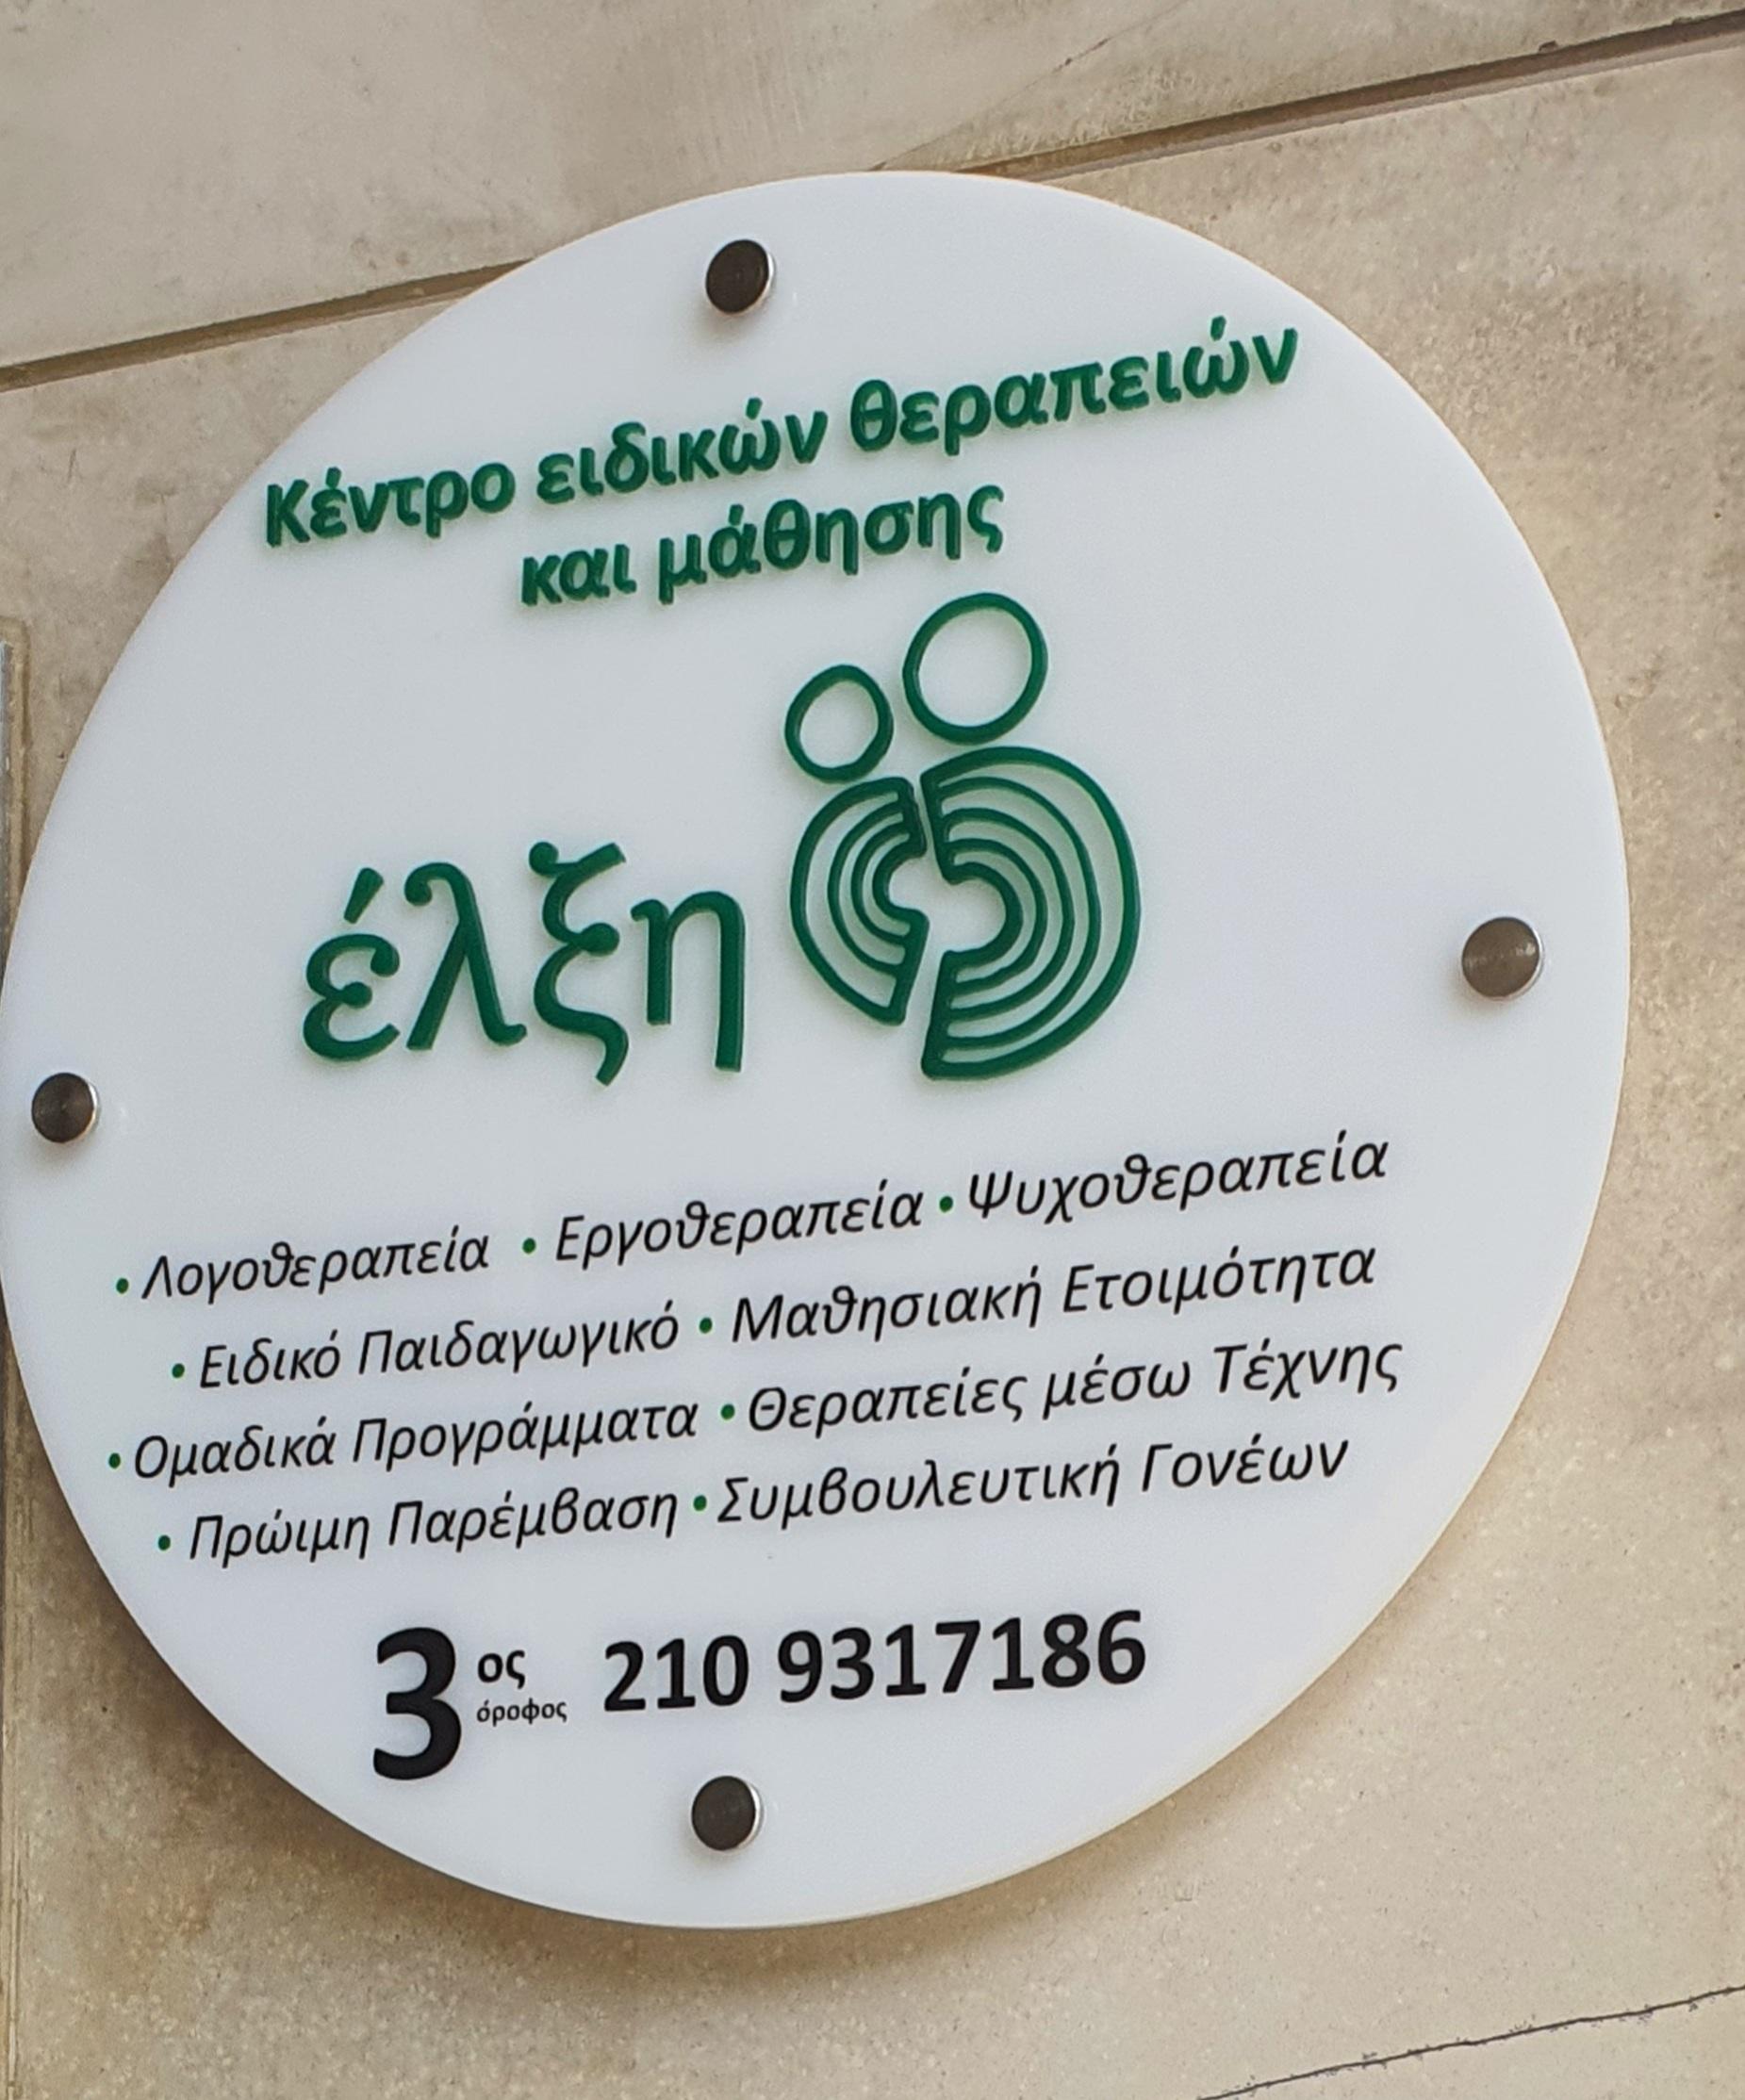 Κέντρο ειδικών θεραπειών
και μάθησης
έλξη
• Λογοθεραπεία • Εργοθεραπεία • Ψυχοθεραπεία
• Ειδικό Παιδαγωγικό • Μαθησιακή Ετοιμότητα
• Ομαδικά Προγράμματα • Θεραπείες μέσω Τέχνης
• Πρώιμη Παρέμβαση • Συμβουλευτική Γονέων
3ος όροφος 210 9317186